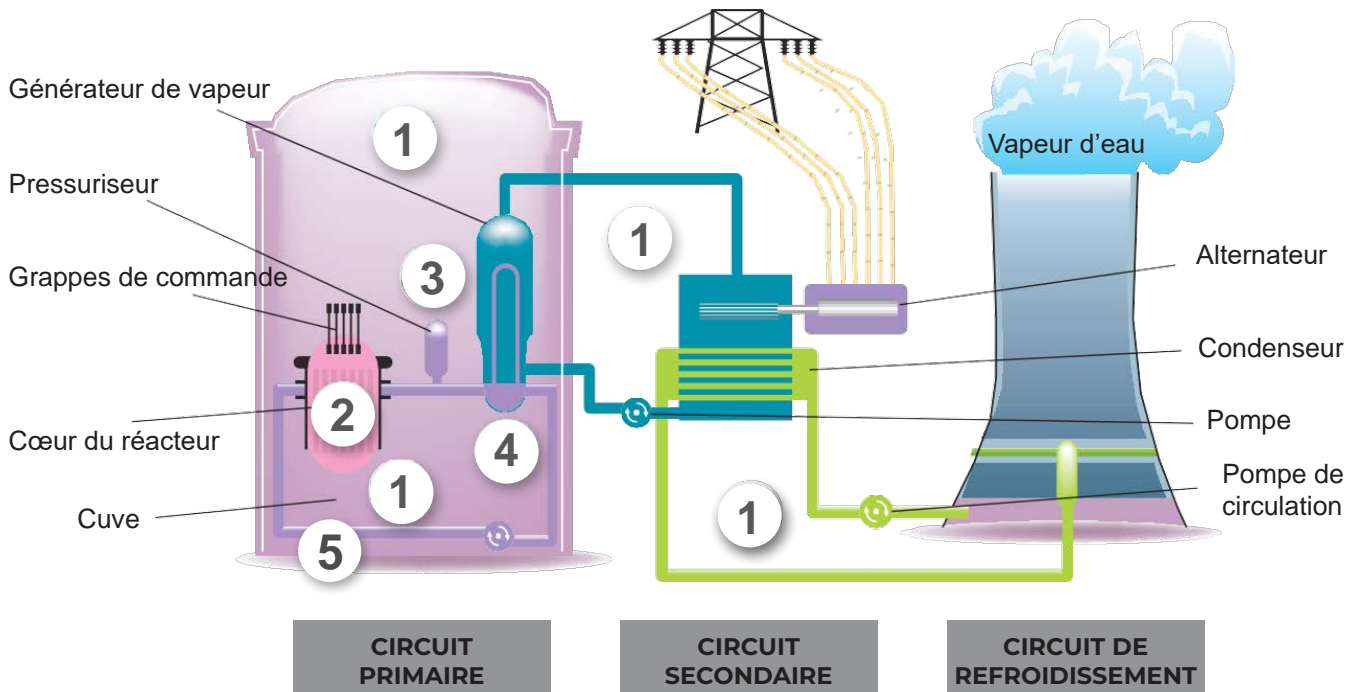 Générateur de vapeur
1
Vapeur d'eau
Pressuriseur
1
Alternateur
3
Grappes de commande
Condenseur
2
Pompe
Cœur du réacteur
4
Pompe de
circulation
1
Cuve
1
5
CIRCUIT
PRIMAIRE
CIRCUIT
SECONDAIRE
CIRCUIT DE
REFROIDISSEMENT